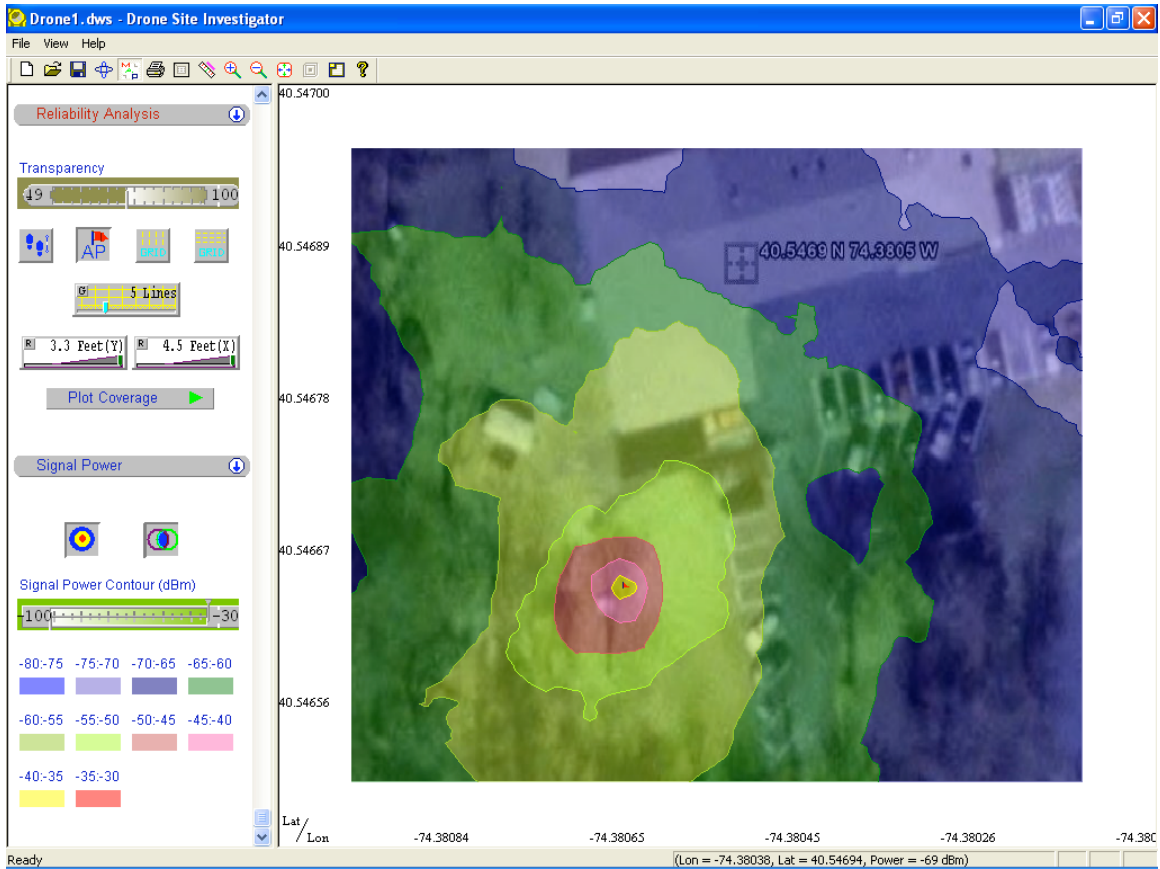 Drone1.dws - Drone Site Investigator
File View Help
Reliability Analysis
Transparency
49 100
AP GRID GRID
G 5 Lines
R 3.3 Feet(Y) R 4.5 Feet(X)
Plot Coverage
Signal Power
Signal Power Contour (dBm)
-100 -30
-80:-75 -75:-70 -70:-65 -65:-60
-60:-55 -55:-50 -50:-45 -45:-40
-40:-35 -35:-30
40.54700
40.54689
40.5469 N 74.3805 W
40.54678
40.54667
40.54656
Lat/Lon -74.38084 -74.38065 -74.38045 -74.38026 -74.380
Ready (Lon = -74.38038, Lat = 40.54694, Power = -69 dBm)